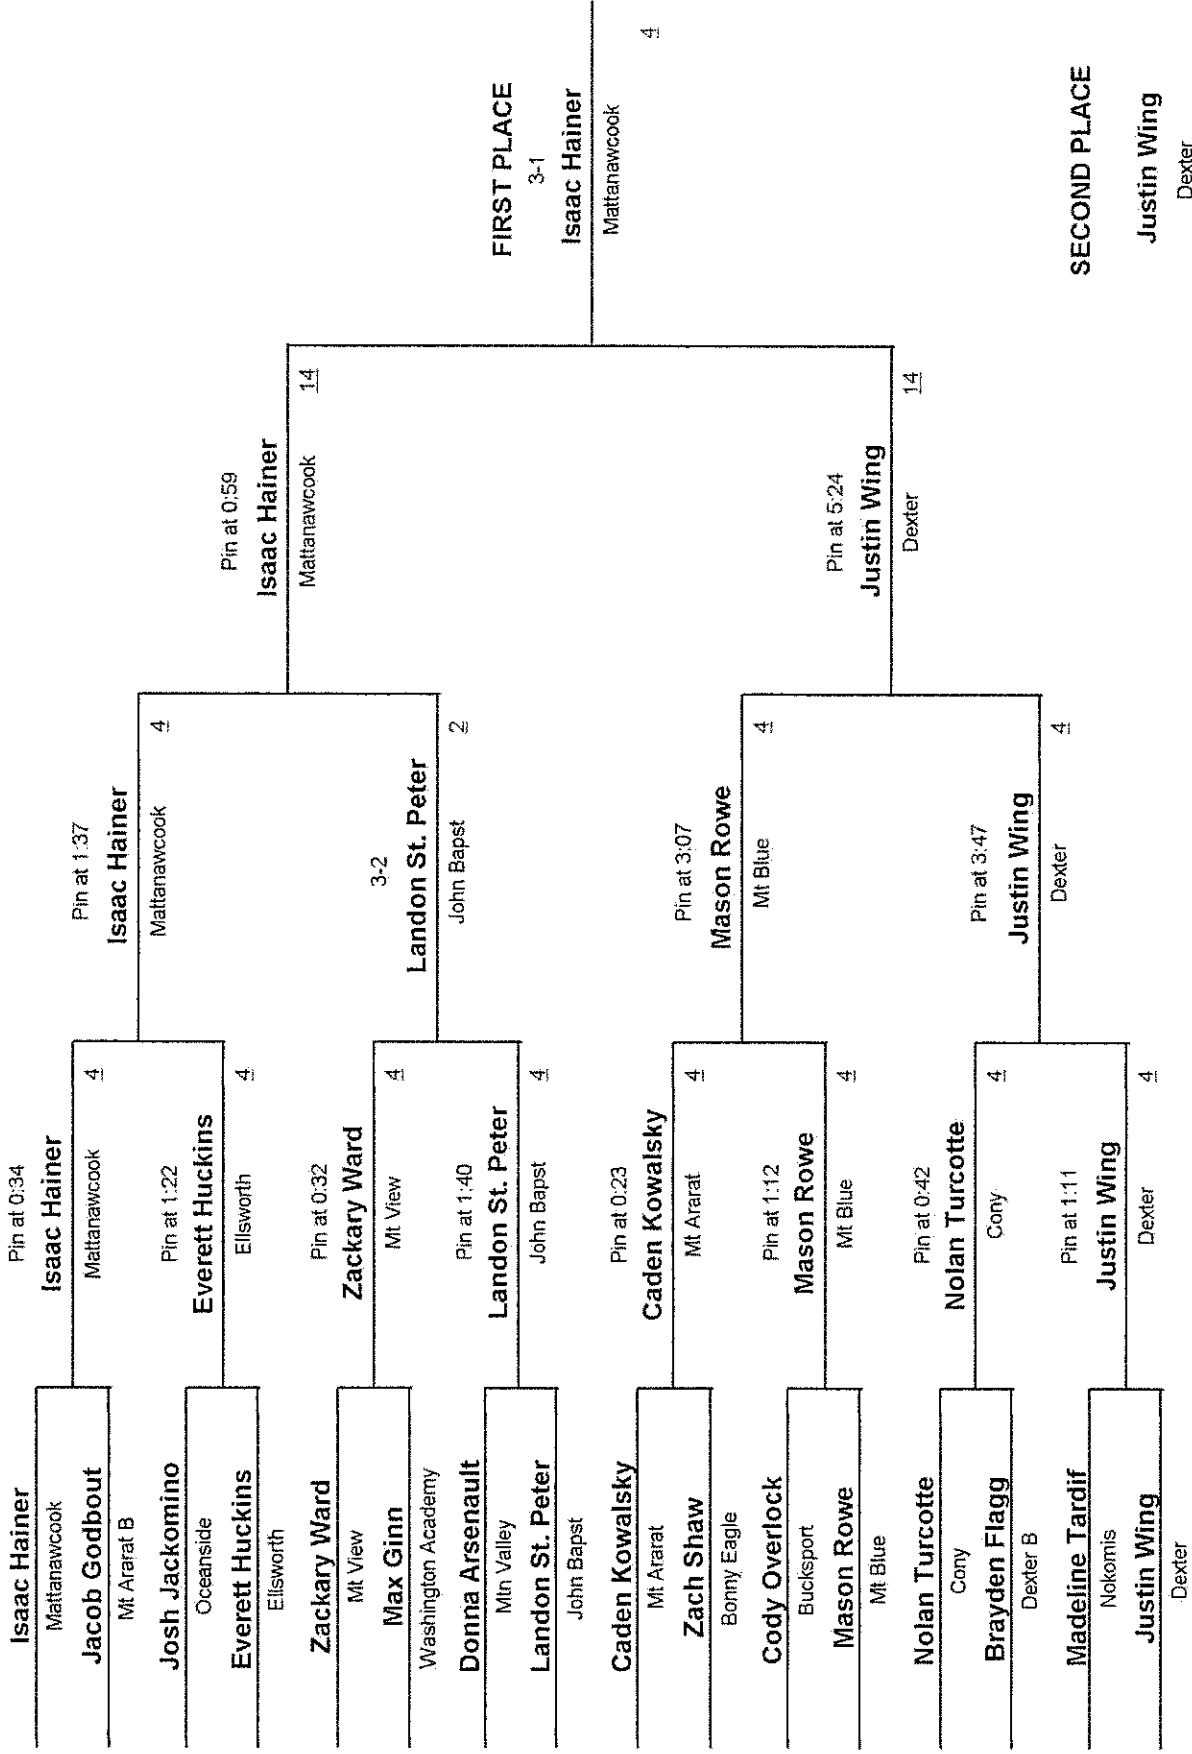 Isaac Hainer
Mattanawcook
Jacob Godbout
Mt Ararat B
Josh Jackomino
Oceanside
Everett Huckins
Ellsworth
Zackary Ward
Mt View
Max Ginn
Washington Academy
Donna Arsenault
Mtn Valley
Landon St. Peter
John Bapst
Caden Kowalsky
Mt Ararat
Zach Shaw
Bonny Eagle
Cody Overlock
Bucksport
Mason Rowe
Mt Blue
Nolan Turcotte
Cony
Brayden Flagg
Dexter B
Madeline Tardif
Nokomis
Justin Wing
Dexter
Pin at 0:34
Isaac Hainer
Mattanawcook 4
Pin at 1:22
Everett Huckins
Ellsworth 4
Pin at 0:32
Zackary Ward
Mt View 4
Pin at 1:40
Landon St. Peter
John Bapst 4
Pin at 0:23
Caden Kowalsky
Mt Ararat 4
Pin at 1:12
Mason Rowe
Mt Blue 4
Pin at 0:42
Nolan Turcotte
Cony 4
Pin at 1:11
Justin Wing
Dexter 4
Pin at 1:37
Isaac Hainer
Mattanawcook 4
3-2
Landon St. Peter
John Bapst 2
Pin at 3:07
Mason Rowe
Mt Blue 4
Pin at 3:47
Justin Wing
Dexter 4
Pin at 0:59
Isaac Hainer
Mattanawcook 14
Pin at 5:24
Justin Wing
Dexter 14
FIRST PLACE
3-1
Isaac Hainer
Mattanawcook 4
SECOND PLACE
Justin Wing
Dexter